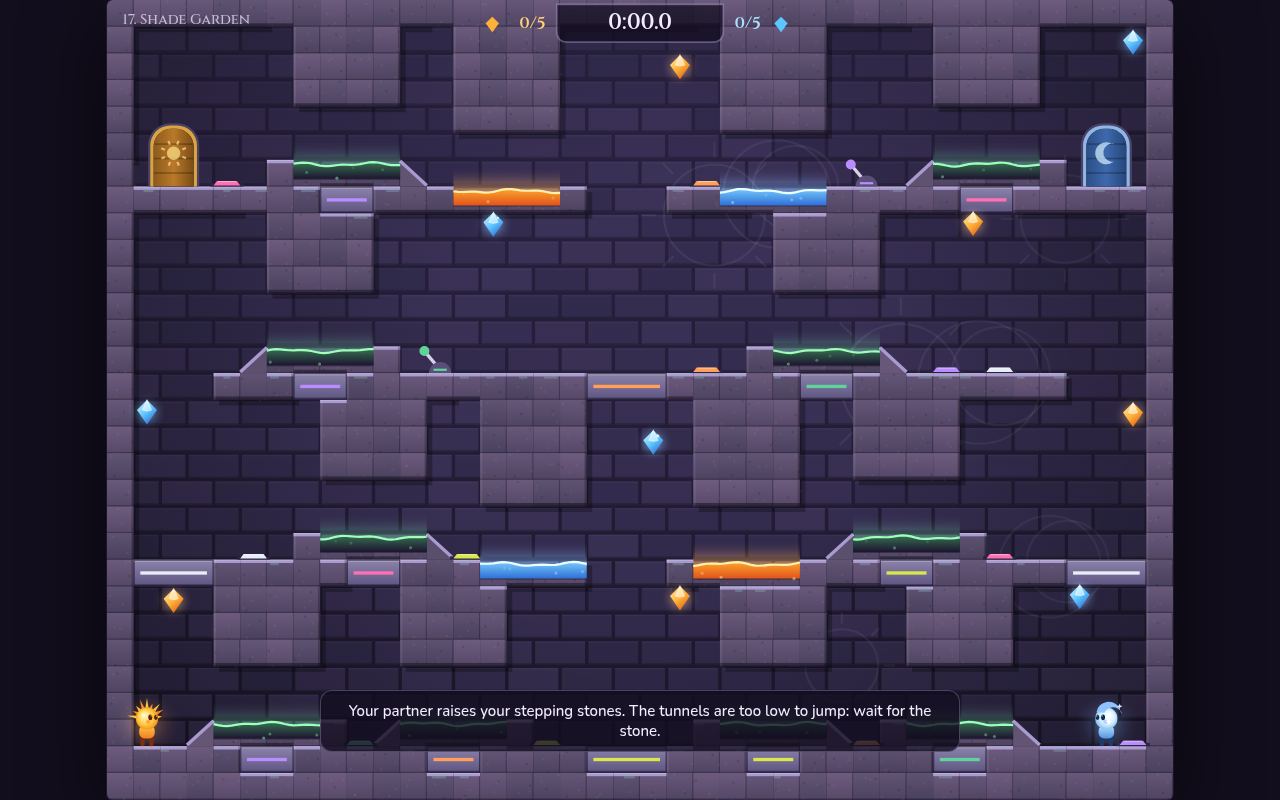 17. Shade Garden
0/5
0:00.0
0/5
Your partner raises your stepping stones. The tunnels are too low to jump: wait for the
stone.